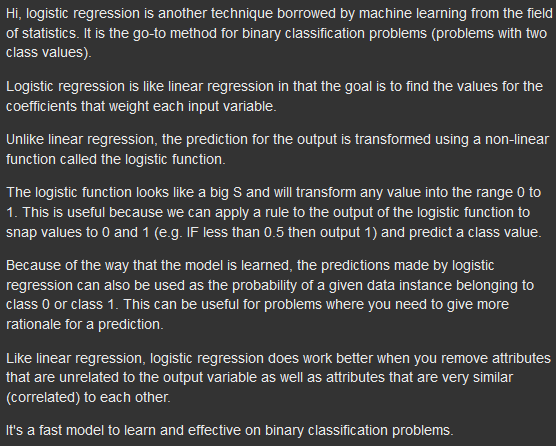 Hi, logistic regression is another technique borrowed by machine learning from the field
of statistics. It is the go-to method for binary classification problems (problems with two
class values).
Logistic regression is like linear regression in that the goal is to find the values for the
coefficients that weight each input variable.
Unlike linear regression, the prediction for the output is transformed using a non-linear
function called the logistic function.
The logistic function looks like a big S and will transform any value into the range 0 to
1. This is useful because we can apply a rule to the output of the logistic function to
snap values to 0 and 1 (e.g. IF less than 0.5 then output 1) and predict a class value.
Because of the way that the model is learned, the predictions made by logistic
regression can also be used as the probability of a given data instance belonging to
class 0 or class 1. This can be useful for problems where you need to give more
rationale for a prediction.
Like linear regression, logistic regression does work better when you remove attributes
that are unrelated to the output variable as well as attributes that are very similar
(correlated) to each other.
It's a fast model to learn and effective on binary classification problems.